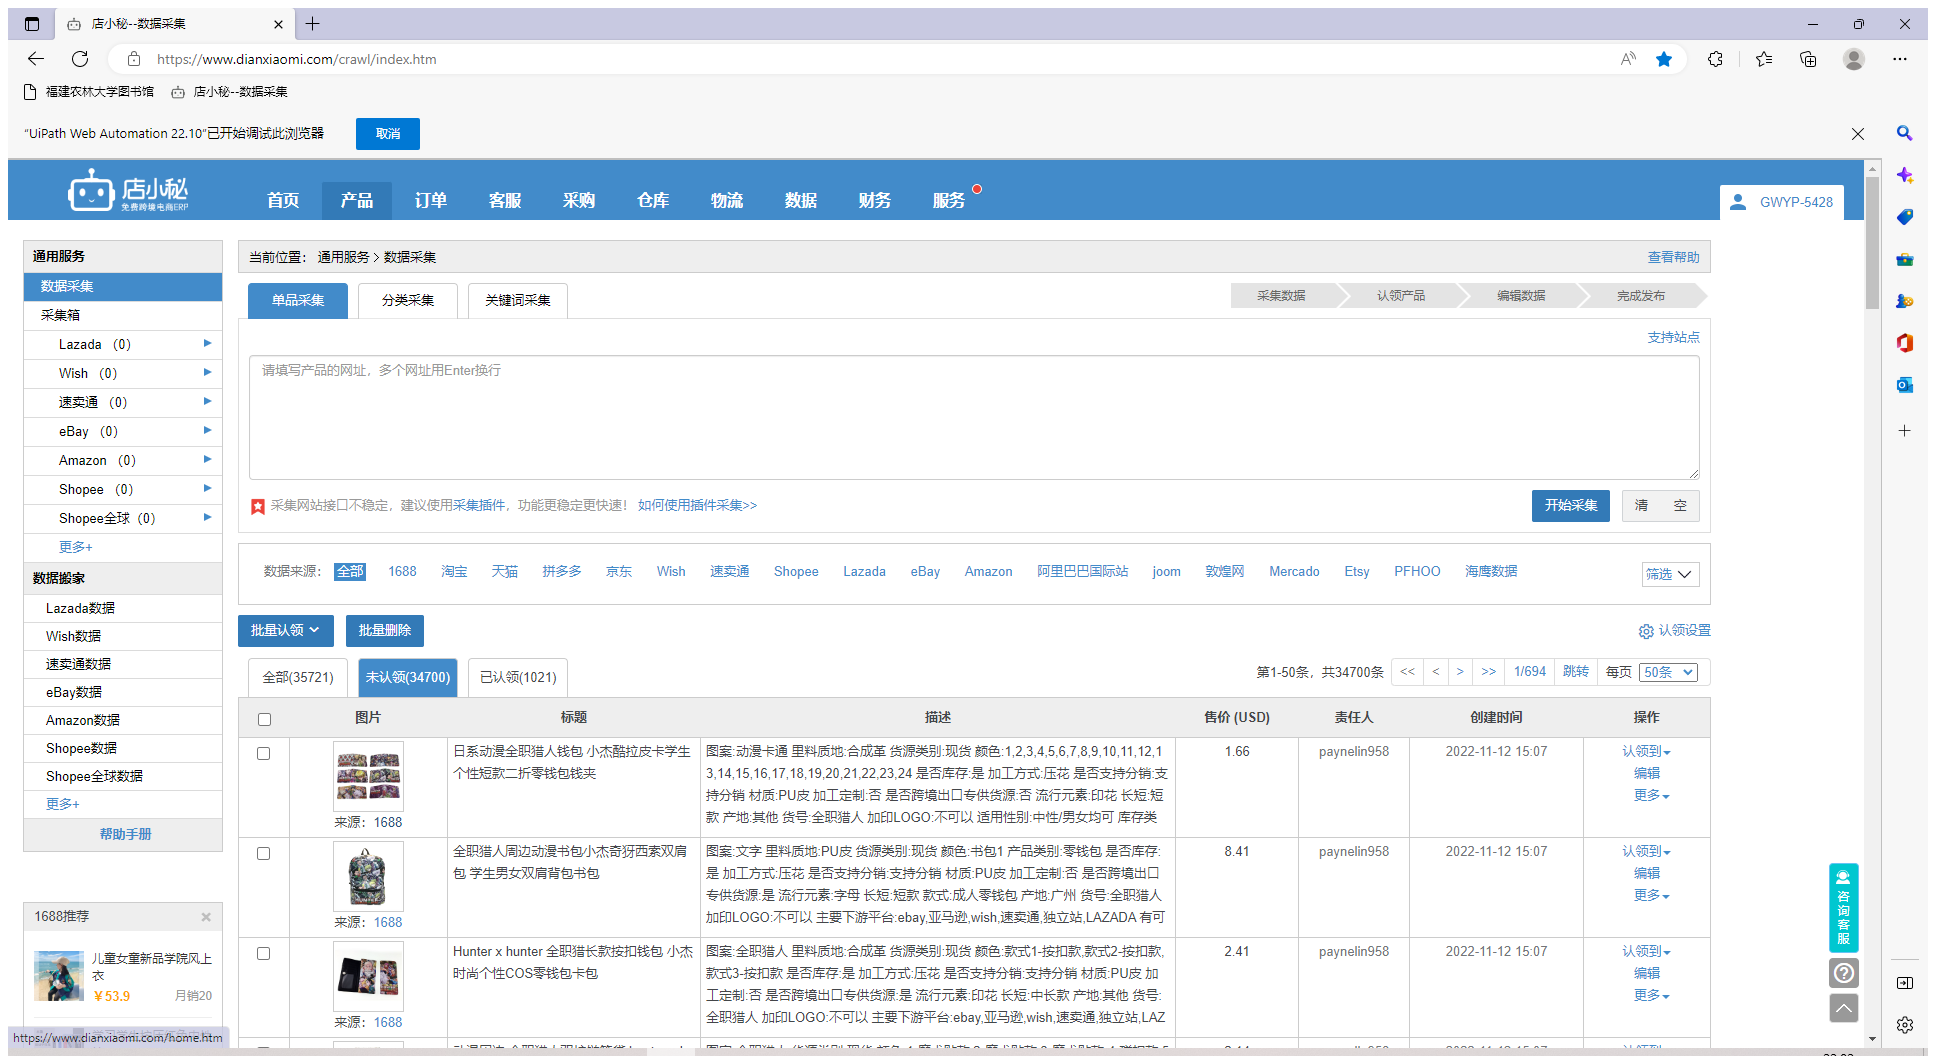 店小秘--数据采集
https://www.dianxiaomi.com/crawl/index.htm
福建农林大学图书馆 店小秘--数据采集
“UiPath Web Automation 22.10”已开始调试此浏览器 取消
店小秘
免费跨境电商ERP
首页 产品 订单 客服 采购 仓库 物流 数据 财务 服务
GWYP-5428
通用服务
数据采集
采集箱
Lazada (0)
Wish (0)
速卖通 (0)
eBay (0)
Amazon (0)
Shopee (0)
Shopee全球 (0)
更多+
数据搬家
Lazada数据
Wish数据
速卖通数据
eBay数据
Amazon数据
Shopee数据
Shopee全球数据
更多+
帮助手册
1688推荐
儿童女童新品学院风上
衣
¥53.9 月销20
https://www.dianxiaomi.com/home.htm
当前位置: 通用服务 > 数据采集 查看帮助
单品采集 分类采集 关键词采集
采集数据 认领产品 编辑数据 完成发布
支持站点
请填写产品的网址，多个网址用Enter换行
采集网站接口不稳定，建议使用采集插件，功能更稳定更快速！ 如何使用插件采集>>
开始采集 清 空
数据来源: 全部 1688 淘宝 天猫 拼多多 京东 Wish 速卖通 Shopee Lazada eBay Amazon 阿里巴巴国际站 joom 敦煌网 Mercado Etsy PFHOO 海鹰数据 筛选
批量认领 批量删除 认领设置
全部(35721) 未认领(34700) 已认领(1021)
第1-50条，共34700条 << < > >> 1/694 跳转 每页 50条
图片 标题 描述 售价 (USD) 责任人 创建时间 操作
日系动漫全职猎人钱包 小杰酷拉皮卡学生
个性短款二折零钱包钱夹
图案:动漫卡通 里料质地:合成革 货源类别:现货 颜色:1,2,3,4,5,6,7,8,9,10,11,12,1
3,14,15,16,17,18,19,20,21,22,23,24 是否库存:是 加工方式:压花 是否支持分销:支
持分销 材质:PU皮 加工定制:否 是否跨境出口专供货源:否 流行元素:印花 长短:短
款 产地:其他 货号:全职猎人 加印LOGO:不可以 适用性别:中性/男女均可 库存类
1.66 paynelin958 2022-11-12 15:07
认领到
编辑
更多
来源: 1688
全职猎人周边动漫书包小杰奇犽西索双肩
包 学生男女双肩背包书包
图案:文字 里料质地:PU皮 货源类别:现货 颜色:书包1 产品类别:零钱包 是否库存:
是 加工方式:压花 是否支持分销:支持分销 材质:PU皮 加工定制:否 是否跨境出口
专供货源:是 流行元素:字母 长短:短款 款式:成人零钱包 产地:广州 货号:全职猎人
加印LOGO:不可以 主要下游平台:ebay,亚马逊,wish,速卖通,独立站,LAZADA 有可
8.41 paynelin958 2022-11-12 15:07
认领到
编辑
更多
来源: 1688
Hunter x hunter 全职猎长款按扣钱包 小杰
时尚个性COS零钱包卡包
图案:全职猎人 里料质地:合成革 货源类别:现货 颜色:款式1-按扣款,款式2-按扣款,
款式3-按扣款 是否库存:是 加工方式:压花 是否支持分销:支持分销 材质:PU皮 加
工定制:否 是否跨境出口专供货源:是 流行元素:印花 长短:中长款 产地:其他 货号:
全职猎人 加印LOGO:不可以 主要下游平台:ebay,亚马逊,wish,速卖通,独立站,LAZ
2.41 paynelin958 2022-11-12 15:07
认领到
编辑
更多
来源: 1688
咨询客服